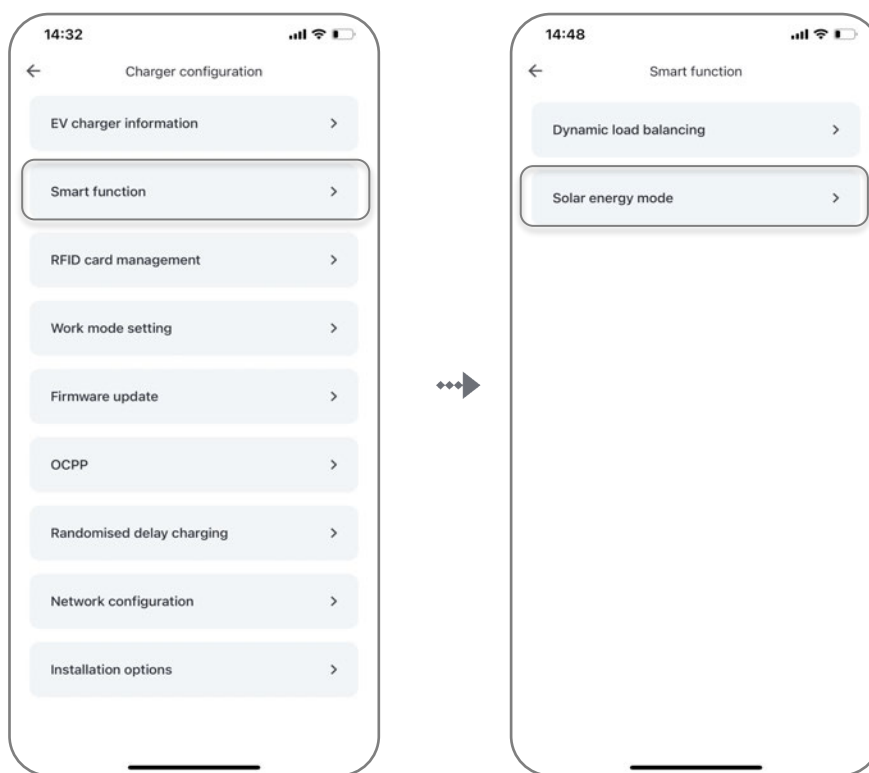 14:32
Charger configuration
EV charger information
Smart function
RFID card management
Work mode setting
Firmware update
OCPP
Randomised delay charging
Network configuration
Installation options
14:48
Smart function
Dynamic load balancing
Solar energy mode